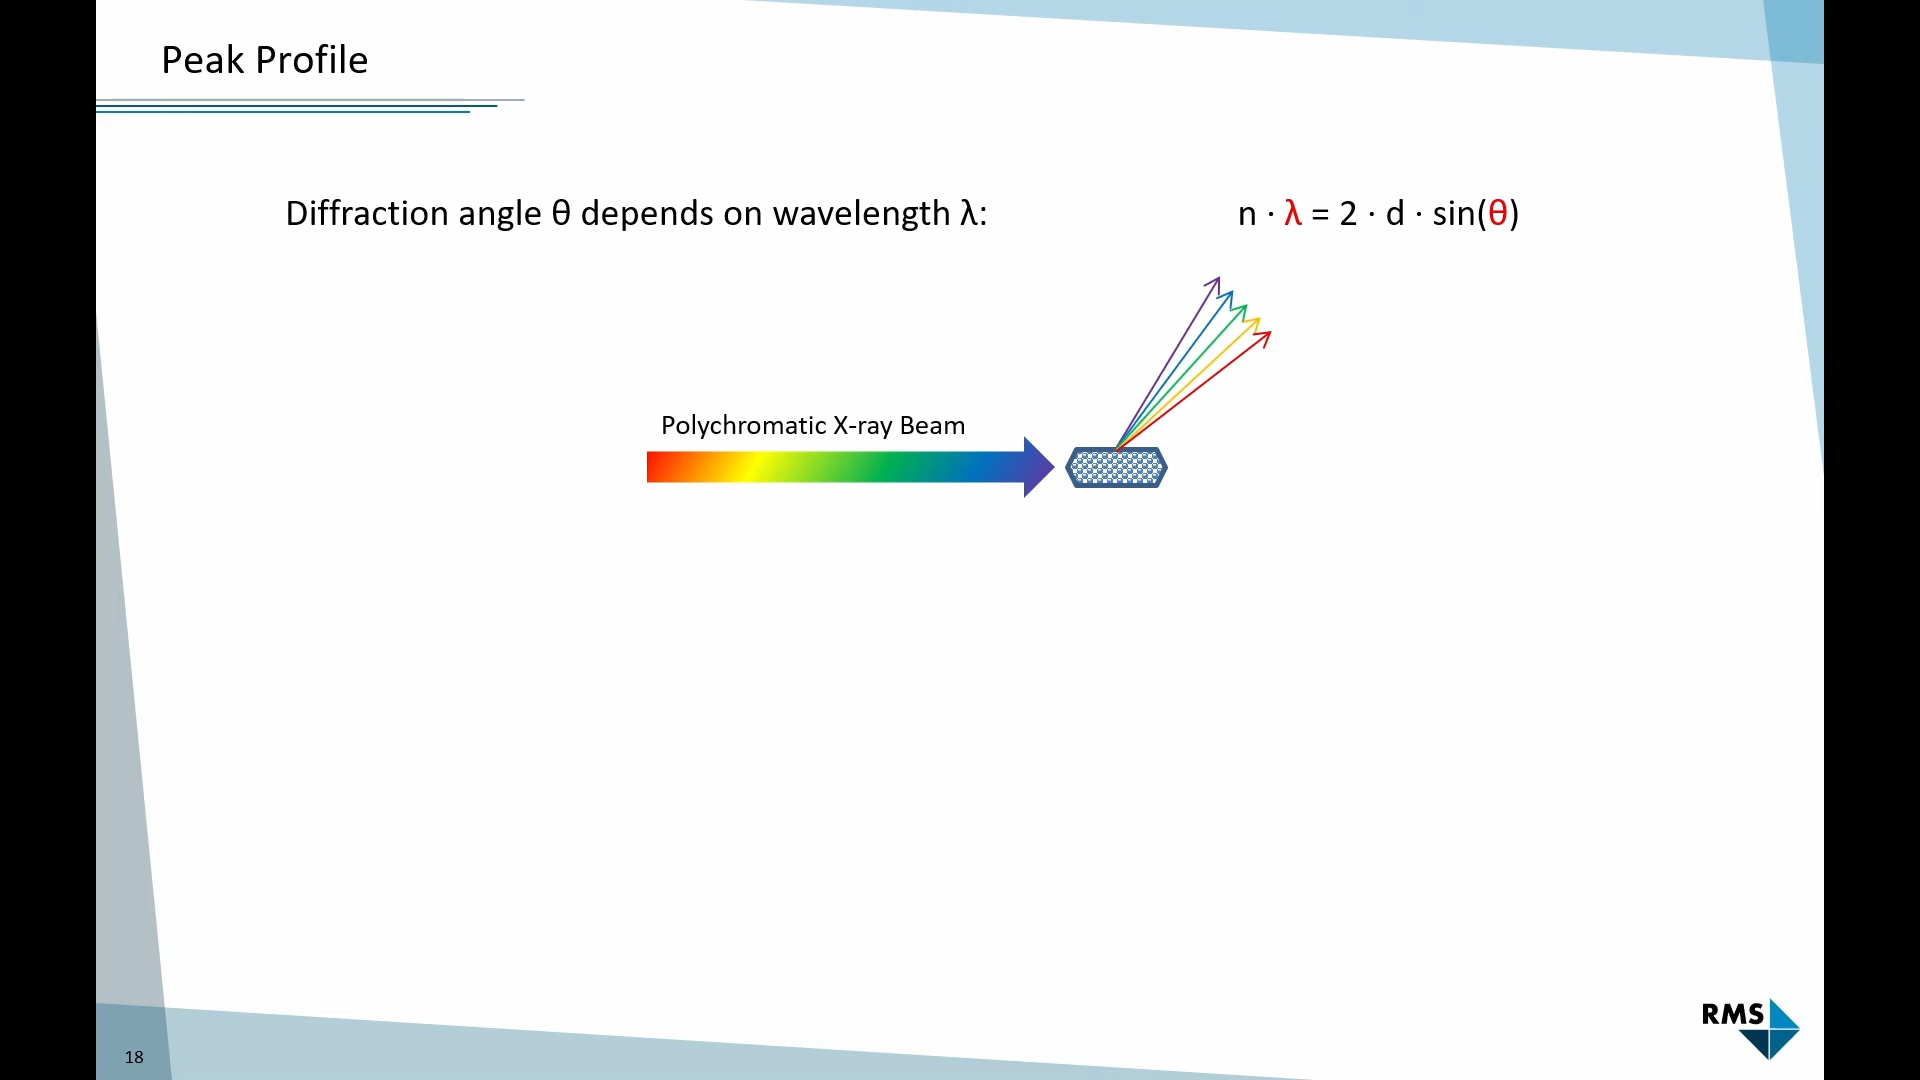 Peak Profile
Diffraction angle θ depends on wavelength λ:
n · λ = 2 · d · sin(θ)
Polychromatic X-ray Beam
RMS
18